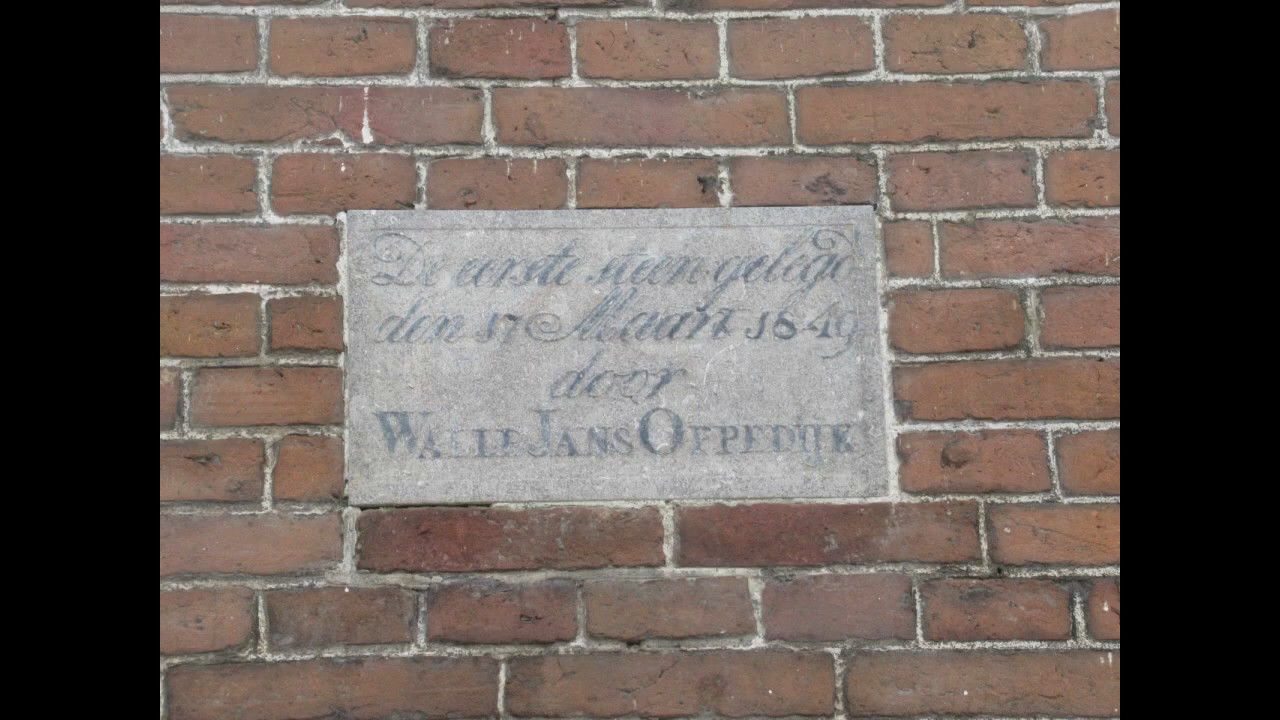 De eerste steen gelegd
den 17 Maart 1849
door
WALLE JANS OPPEDIJK